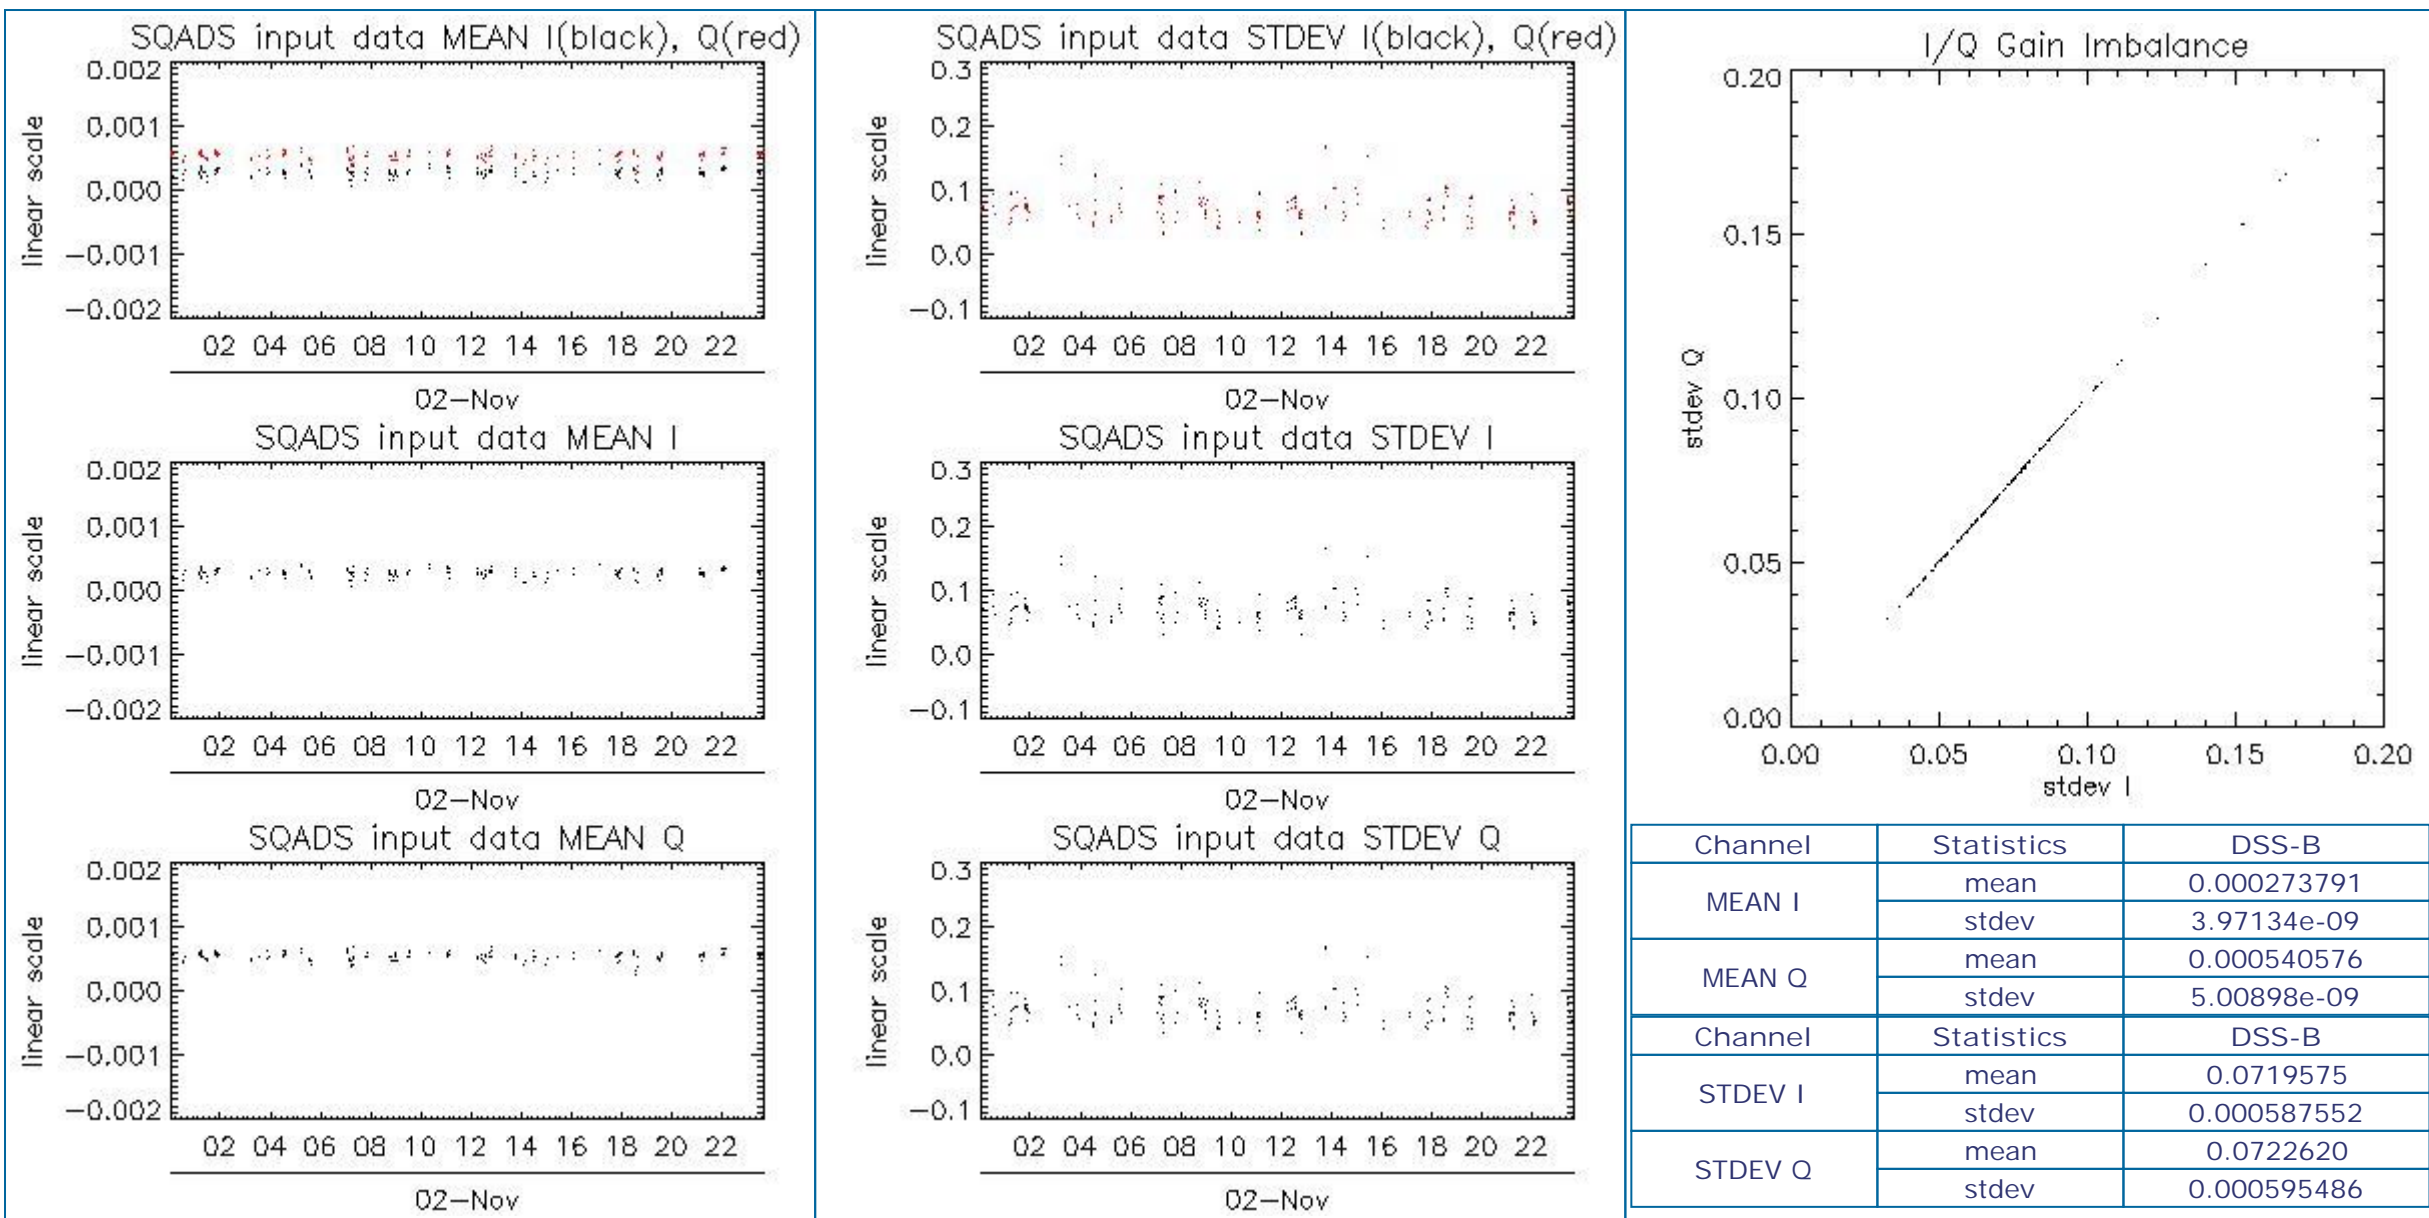 SQADS input data MEAN I(black), Q(red)
0.002
0.001
0.000
-0.001
-0.002
linear scale
02 04 06 08 10 12 14 16 18 20 22
02-Nov
SQADS input data MEAN I
0.002
0.001
0.000
-0.001
-0.002
linear scale
02 04 06 08 10 12 14 16 18 20 22
02-Nov
SQADS input data MEAN Q
0.002
0.001
0.000
-0.001
-0.002
linear scale
02 04 06 08 10 12 14 16 18 20 22
02-Nov
SQADS input data STDEV I(black), Q(red)
0.3
0.2
0.1
0.0
-0.1
linear scale
02 04 06 08 10 12 14 16 18 20 22
02-Nov
SQADS input data STDEV I
0.3
0.2
0.1
0.0
-0.1
linear scale
02 04 06 08 10 12 14 16 18 20 22
02-Nov
SQADS input data STDEV Q
0.3
0.2
0.1
0.0
-0.1
linear scale
02 04 06 08 10 12 14 16 18 20 22
02-Nov
I/Q Gain Imbalance
0.20
0.15
0.10
0.05
0.00
stdev Q
0.00 0.05 0.10 0.15 0.20
stdev I
Channel Statistics DSS-B
MEAN I mean 0.000273791
stdev 3.97134e-09
MEAN Q mean 0.000540576
stdev 5.00898e-09
Channel Statistics DSS-B
STDEV I mean 0.0719575
stdev 0.000587552
STDEV Q mean 0.0722620
stdev 0.000595486